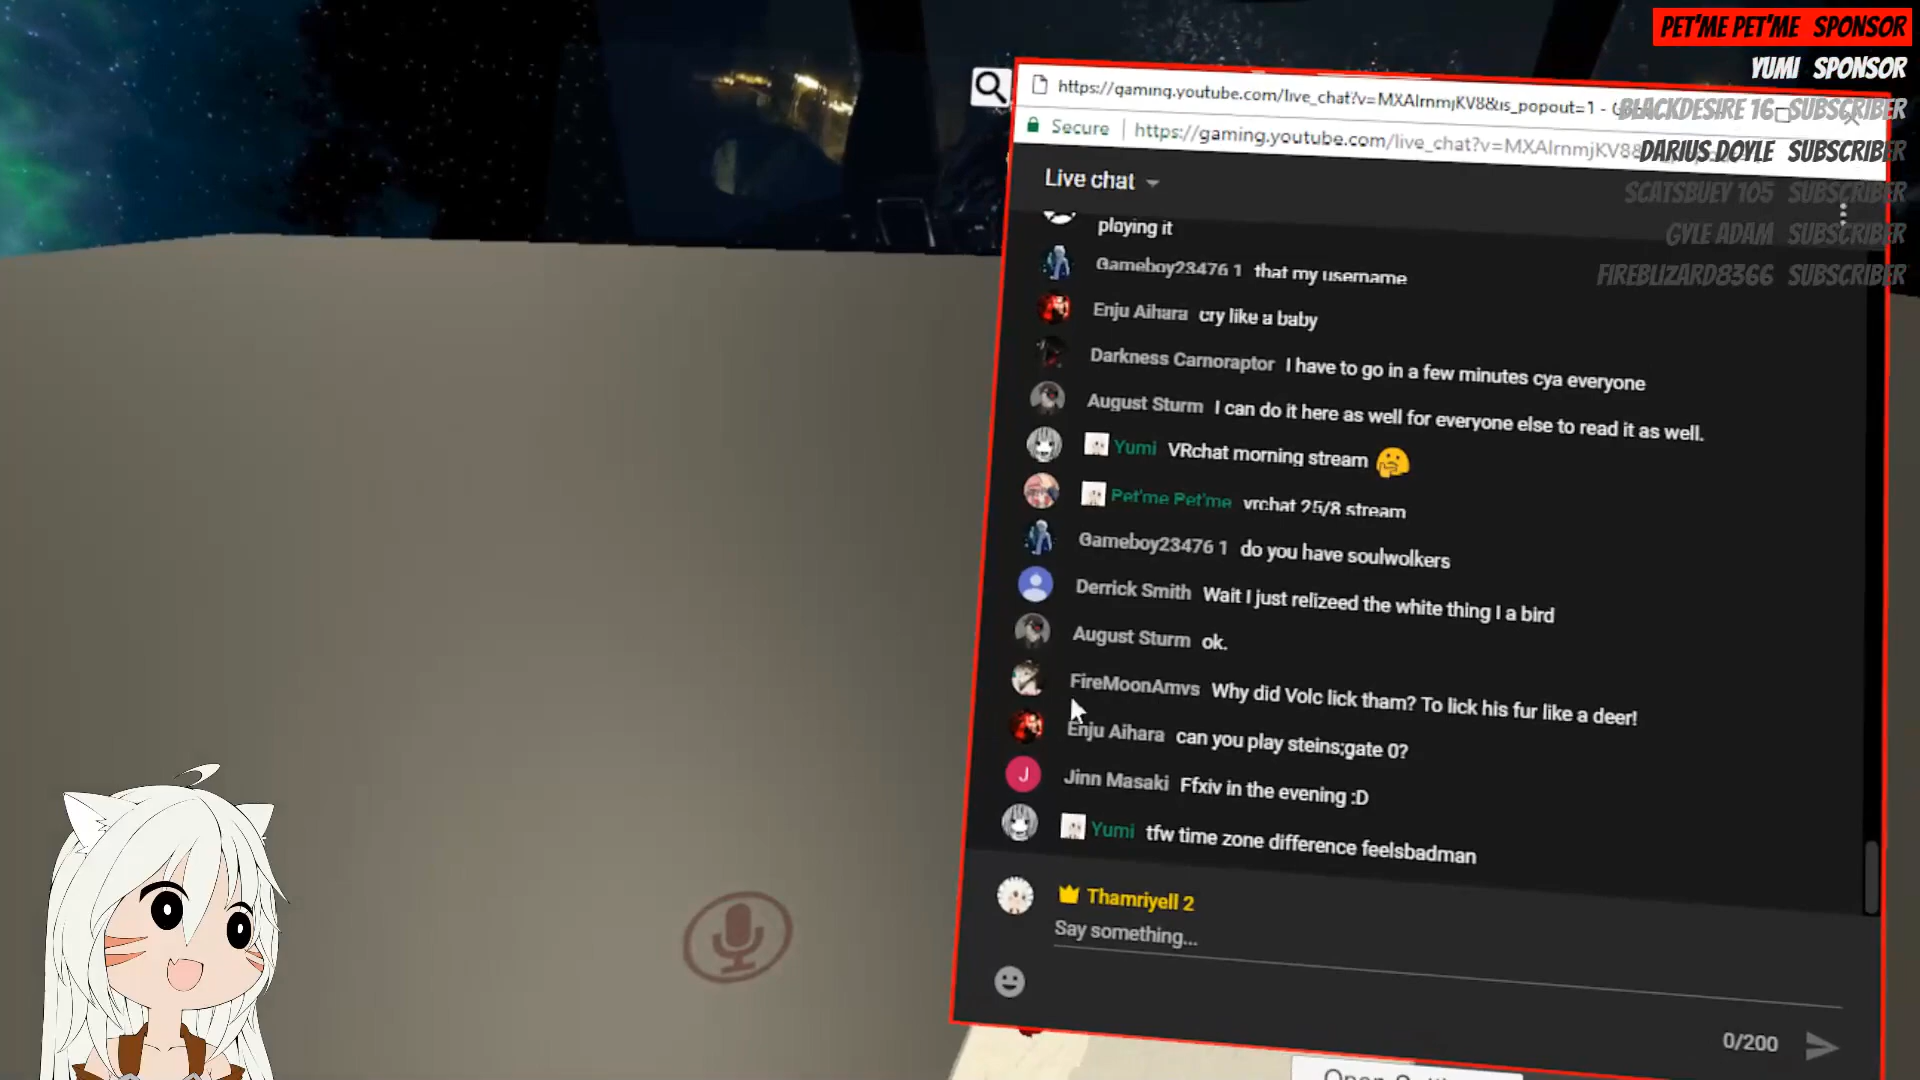 PET'ME PET'ME SPONSOR
YUMI SPONSOR
BLACKDESIRE 16 SUBSCRIBER
DARIUS DOYLE SUBSCRIBER
SCATSBUEY 105 SUBSCRIBER
GYLE ADAM SUBSCRIBER
FIREBLIZARD8366 SUBSCRIBER
https://gaming.youtube.com/live_chat?v=MXAlrnmjKV8&is_popout=1 -
Secure https://gaming.youtube.com/live_chat?v=MXAlrnmjKV8
Live chat
playing it
Gameboy23476 1 that my username
Enju Aihara cry like a baby
Darkness Carnoraptor I have to go in a few minutes cya everyone
August Sturm I can do it here as well for everyone else to read it as well.
Yumi VRchat morning stream 🤔
Pet'me Pet'me vrchat 25/8 stream
Gameboy23476 1 do you have soulwolkers
Derrick Smith Wait I just relizeed the white thing I a bird
August Sturm ok.
FireMoonAmvs Why did Volc lick tham? To lick his fur like a deer!
Enju Aihara can you play steins;gate 0?
J Jinn Masaki Ffxiv in the evening :D
Yumi tfw time zone difference feelsbadman
Thamriyell 2
Say something...
0/200